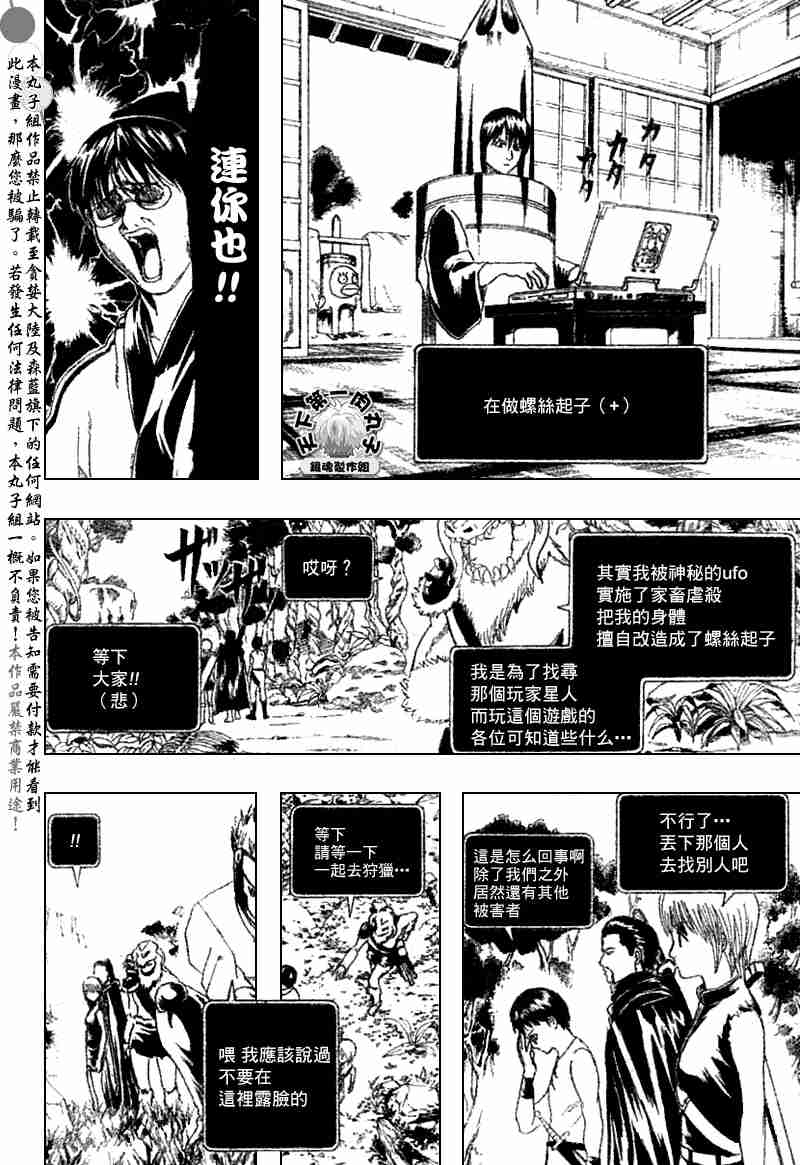 在做螺絲起子（+）
カタ
カタ
カタ
連你也!!
天下第一肉丸子
銀魂製作組
其實我被神秘的ufo
實施了家畜虐殺
把我的身體
擅自改造成了螺絲起子
我是為了找尋
那個玩家星人
而玩這個遊戲的
各位可知道些什么…
哎呀？
ザッ
等下
大家!!
（悲）
不行了…
丟下那個人
去找別人吧
這是怎么回事啊
除了我們之外
居然還有其他
被害者
等下
請等一下
一起去狩獵…
!!
喂 我應該說過
不要在
這裡露臉的
本丸子組作品禁止轉載至貪婪大陸及森藍旗下的任何網站。如果您被告知需要付款才能看到
此漫畫，那麼您被騙了。若發生任何法律問題，本丸子組一概不負責！本作品嚴禁商業用途！